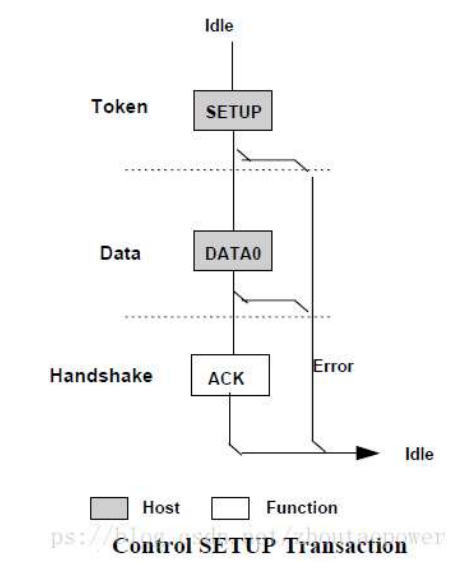 Idle
Token
SETUP
Data
DATA0
Handshake
ACK
Error
Idle
Host
Function
ps://blog.csdn.net/zhoutaopower
Control SETUP Transaction